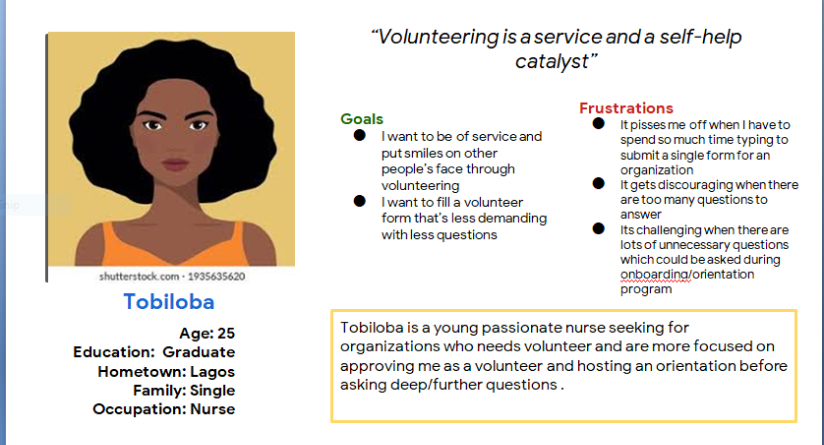 “Volunteering is a service and a self-help
catalyst”
Goals
● I want to be of service and
put smiles on other
people's face through
volunteering
● I want to fill a volunteer
form that's less demanding
with less questions
Frustrations
● It pisses me off when I have to
spend so much time typing to
submit a single form for an
organization
● It gets discouraging when there
are too many questions to
answer
● Its challenging when there are
lots of unnecessary questions
which could be asked during
onboarding/orientation
program
shutterstock.com · 1935635620
Tobiloba
Age: 25
Education: Graduate
Hometown: Lagos
Family: Single
Occupation: Nurse
Tobiloba is a young passionate nurse seeking for
organizations who needs volunteer and are more focused on
approving me as a volunteer and hosting an orientation before
asking deep/further questions .